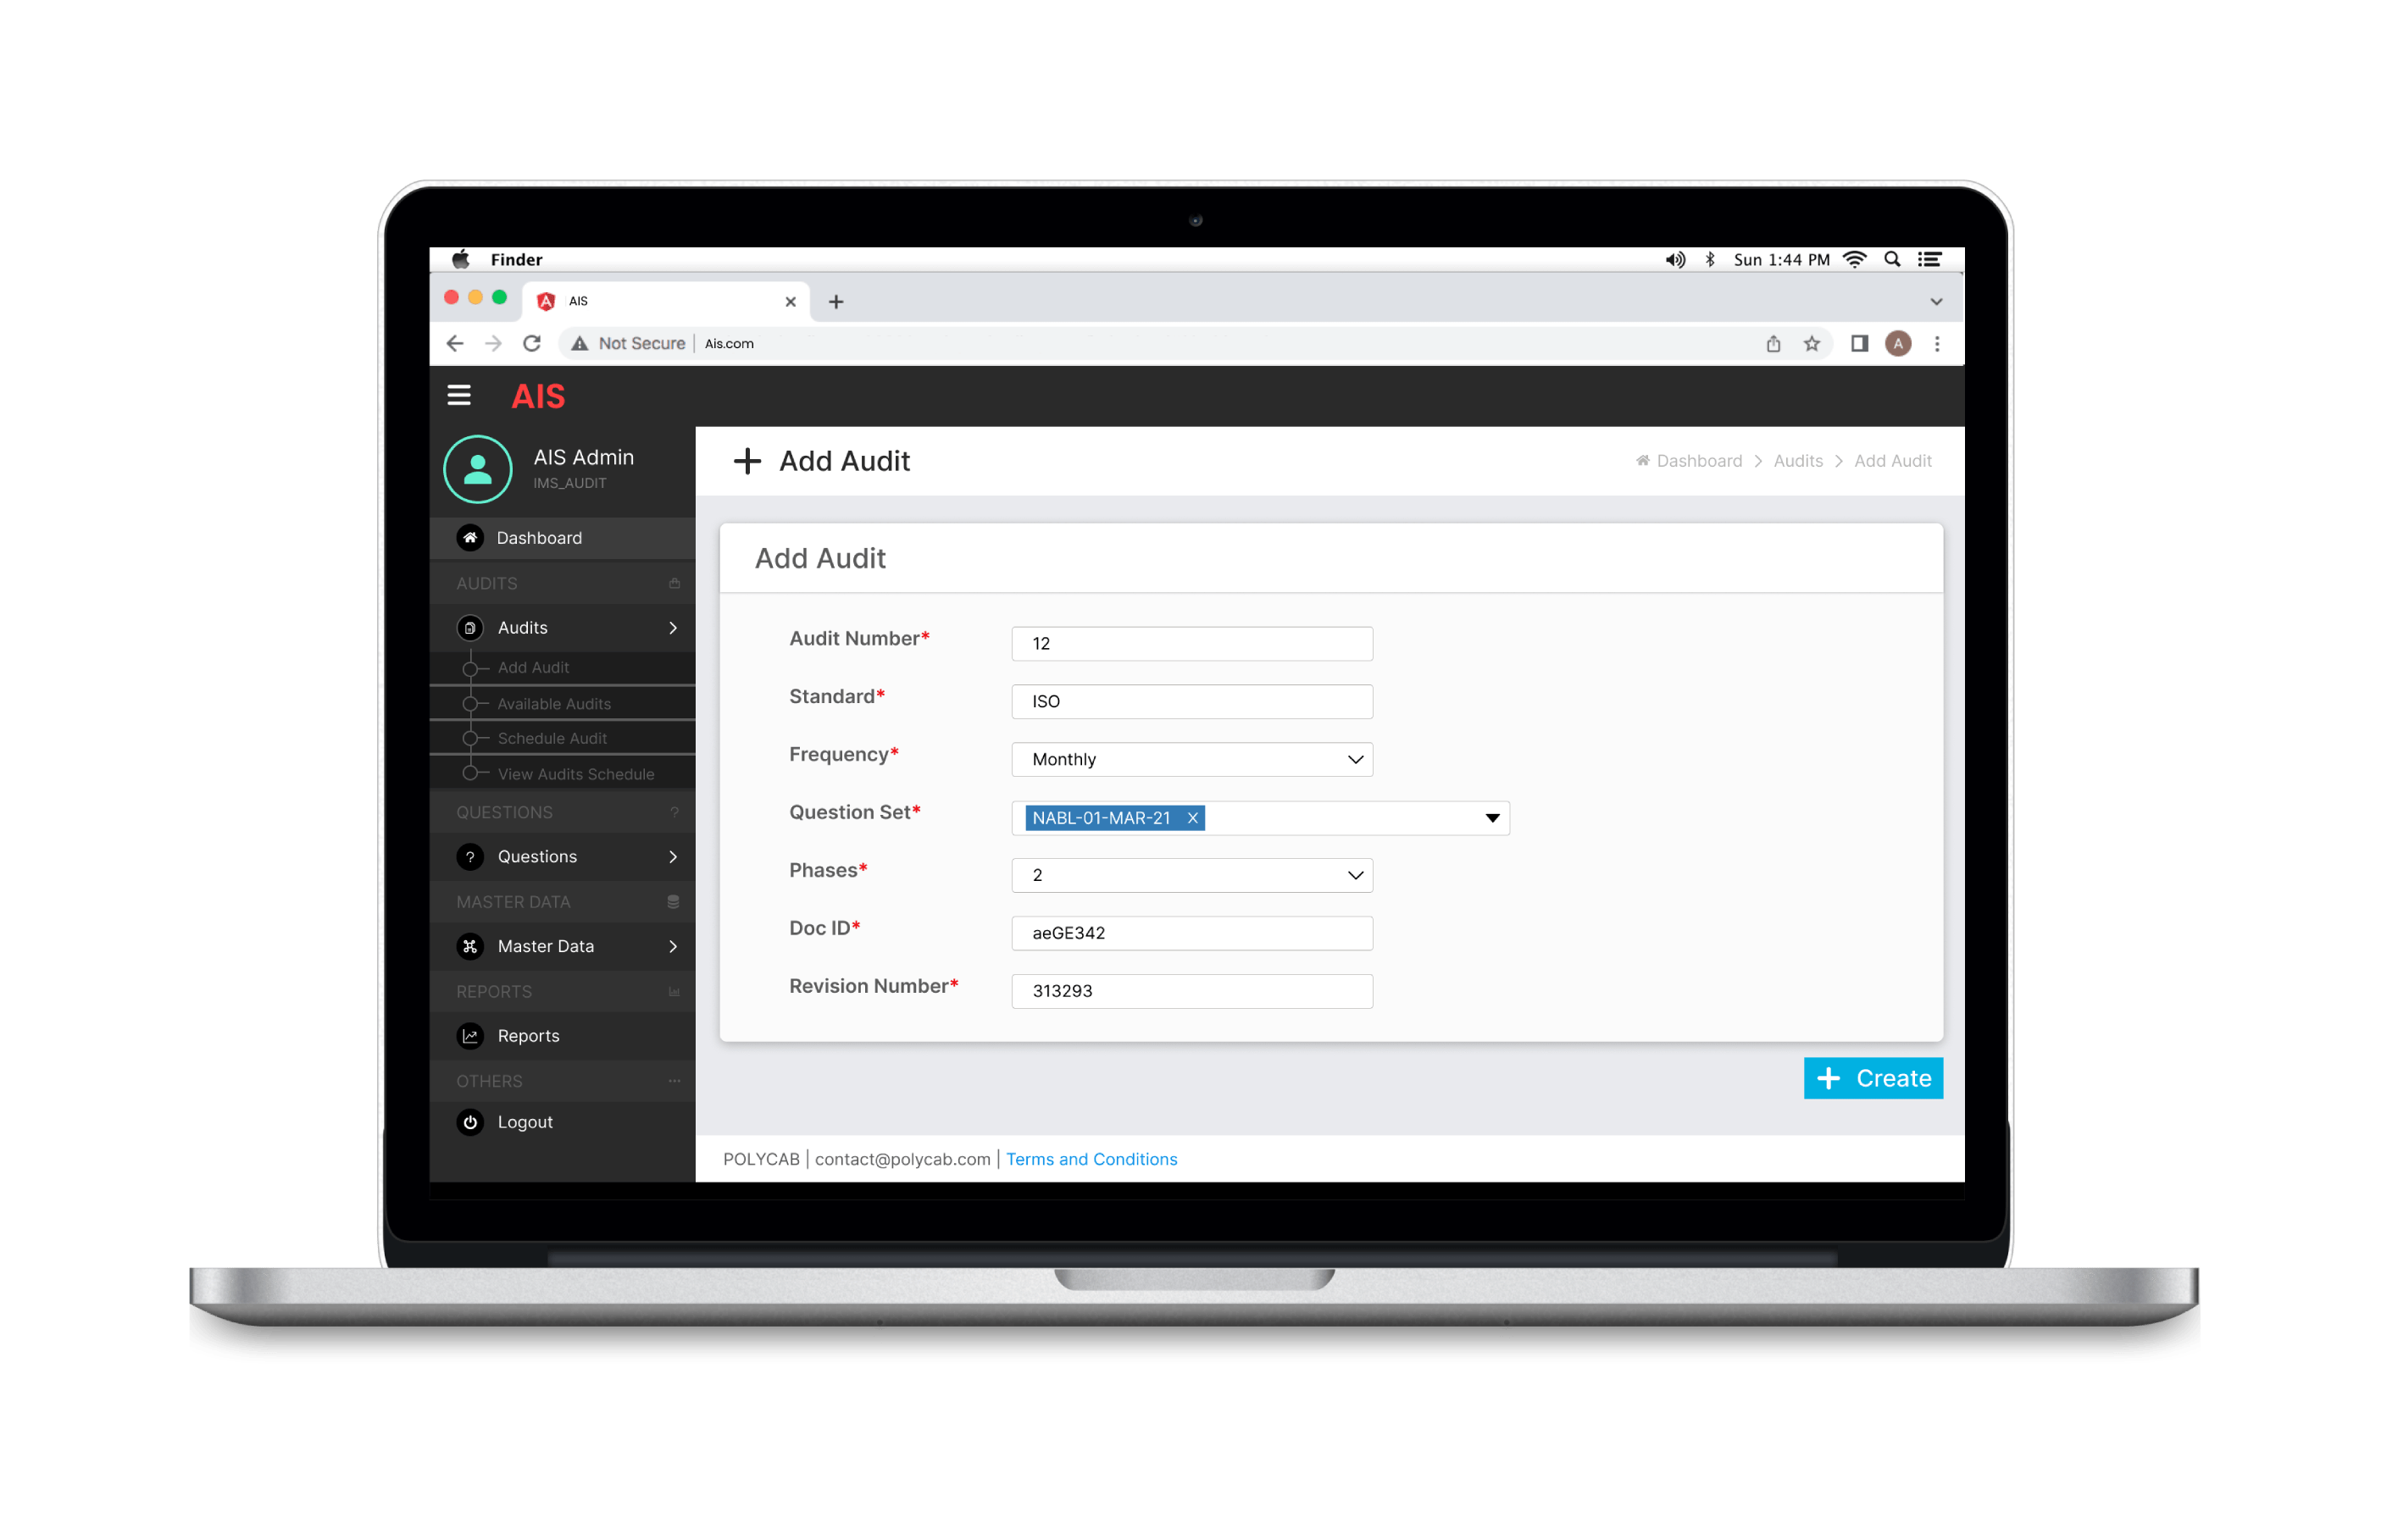 Finder
Sun 1:44 PM
AIS
Not Secure | Ais.com
A
AIS
AIS Admin
IMS_AUDIT
Dashboard
AUDITS
Audits
Add Audit
Available Audits
Schedule Audit
View Audits Schedule
QUESTIONS ?
? Questions
MASTER DATA
Master Data
REPORTS
Reports
OTHERS
Logout
+ Add Audit
Dashboard > Audits > Add Audit
Add Audit
Audit Number* 12
Standard* ISO
Frequency* Monthly
Question Set* NABL-01-MAR-21 X
Phases* 2
Doc ID* aeGE342
Revision Number* 313293
+ Create
POLYCAB | contact@polycab.com | Terms and Conditions